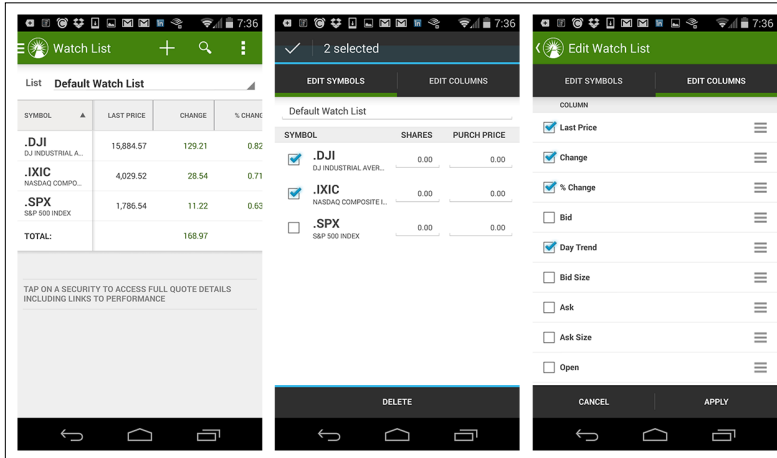 7:36
Watch List
List Default Watch List
SYMBOL LAST PRICE CHANGE % CHANG
.DJI 15,884.57 129.21 0.82
DJ INDUSTRIAL A...
.IXIC 4,029.52 28.54 0.71
NASDAQ COMPO...
.SPX 1,786.54 11.22 0.63
S&P 500 INDEX
TOTAL: 168.97
TAP ON A SECURITY TO ACCESS FULL QUOTE DETAILS
INCLUDING LINKS TO PERFORMANCE
7:36
2 selected
EDIT SYMBOLS EDIT COLUMNS
Default Watch List
SYMBOL SHARES PURCH PRICE
.DJI 0.00 0.00
DJ INDUSTRIAL AVER...
.IXIC 0.00 0.00
NASDAQ COMPOSITE I...
.SPX 0.00 0.00
S&P 500 INDEX
DELETE
7:36
Edit Watch List
EDIT SYMBOLS EDIT COLUMNS
COLUMN
Last Price
Change
% Change
Bid
Day Trend
Bid Size
Ask
Ask Size
Open
CANCEL APPLY